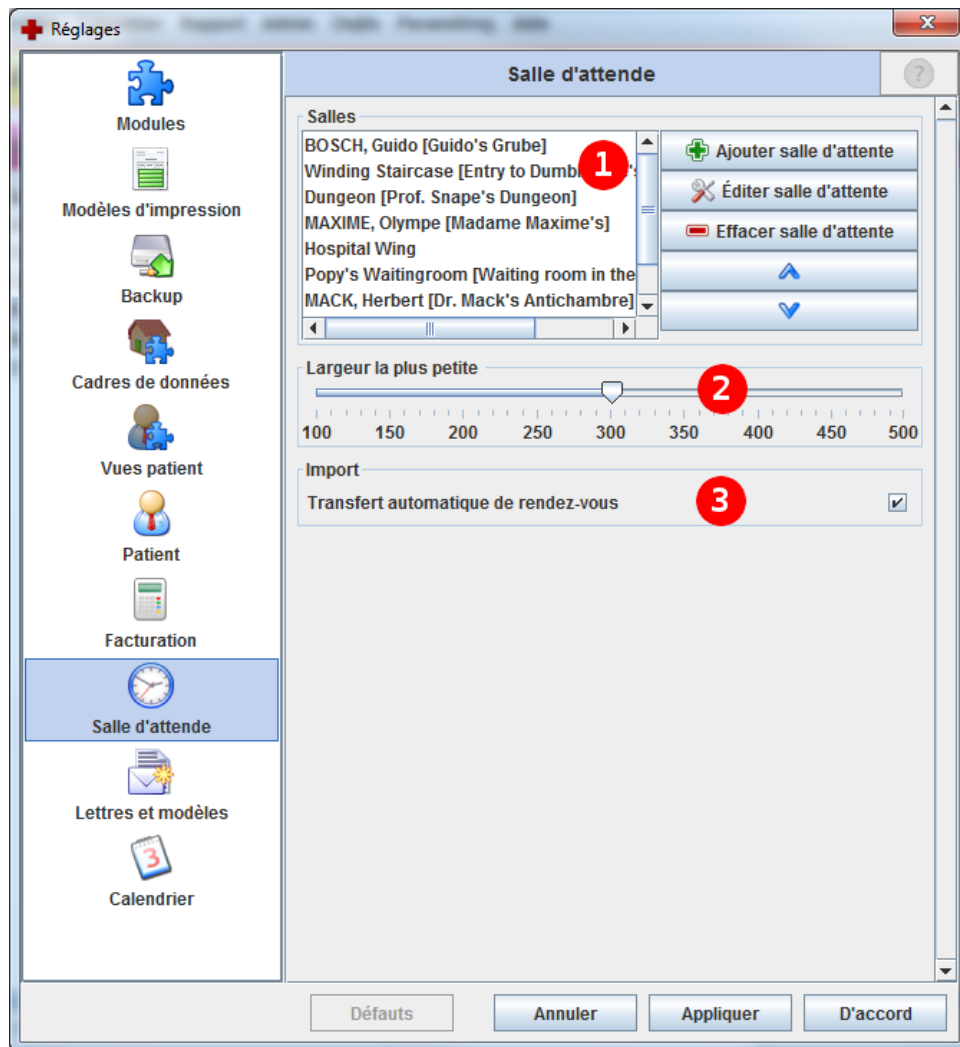 Réglages
Modules
Modèles d'impression
Backup
Cadres de données
Vues patient
Patient
Facturation
Salle d'attende
Lettres et modèles
3
Calendrier
Salle d'attende
?
Salles
BOSCH, Guido [Guido's Grube]
Winding Staircase [Entry to
Dungeon [Prof. Snape's Dungeon]
MAXIME, Olympe [Madame Maxime's]
Hospital Wing
Popy's Waitingroom [Waiting room in the
MACK, Herbert [Dr. Mack's Antichambre]
1
Ajouter salle d'attente
Éditer salle d'attente
Effacer salle d'attente
Largeur la plus petite
2
100 150 200 250 300 350 400 450 500
Import
Transfert automatique de rendez-vous
3
Défauts
Annuler
Appliquer
D'accord